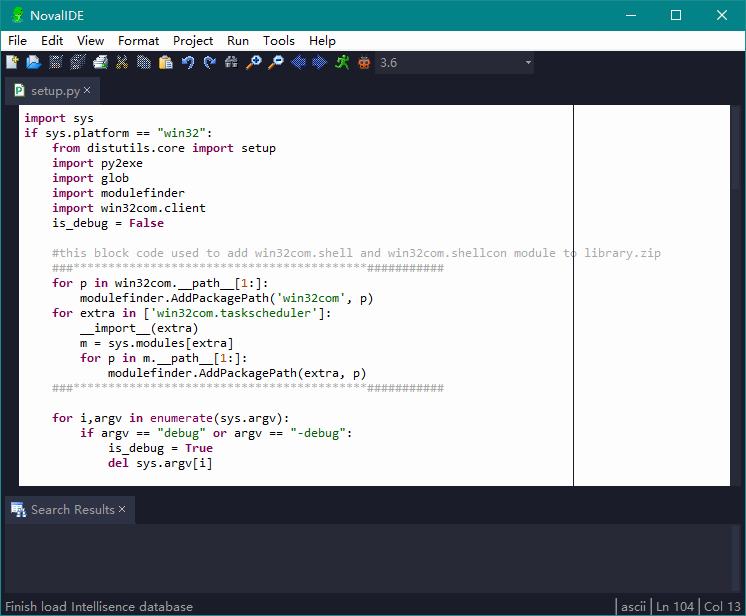 NovalIDE
File Edit View Format Project Run Tools Help
3.6
setup.py
import sys
if sys.platform == "win32":
    from distutils.core import setup
    import py2exe
    import glob
    import modulefinder
    import win32com.client
    is_debug = False
    #this block code used to add win32com.shell and win32com.shellcon module to library.zip
    ###******************************************###########
    for p in win32com.__path__[1:]:
        modulefinder.AddPackagePath('win32com', p)
    for extra in ['win32com.taskscheduler']:
        __import__(extra)
        m = sys.modules[extra]
        for p in m.__path__[1:]:
            modulefinder.AddPackagePath(extra, p)
    ###******************************************###########
    for i,argv in enumerate(sys.argv):
        if argv == "debug" or argv == "-debug":
            is_debug = True
            del sys.argv[i]
Search Results
Finish load Intellisence database ascii Ln 104 Col 13